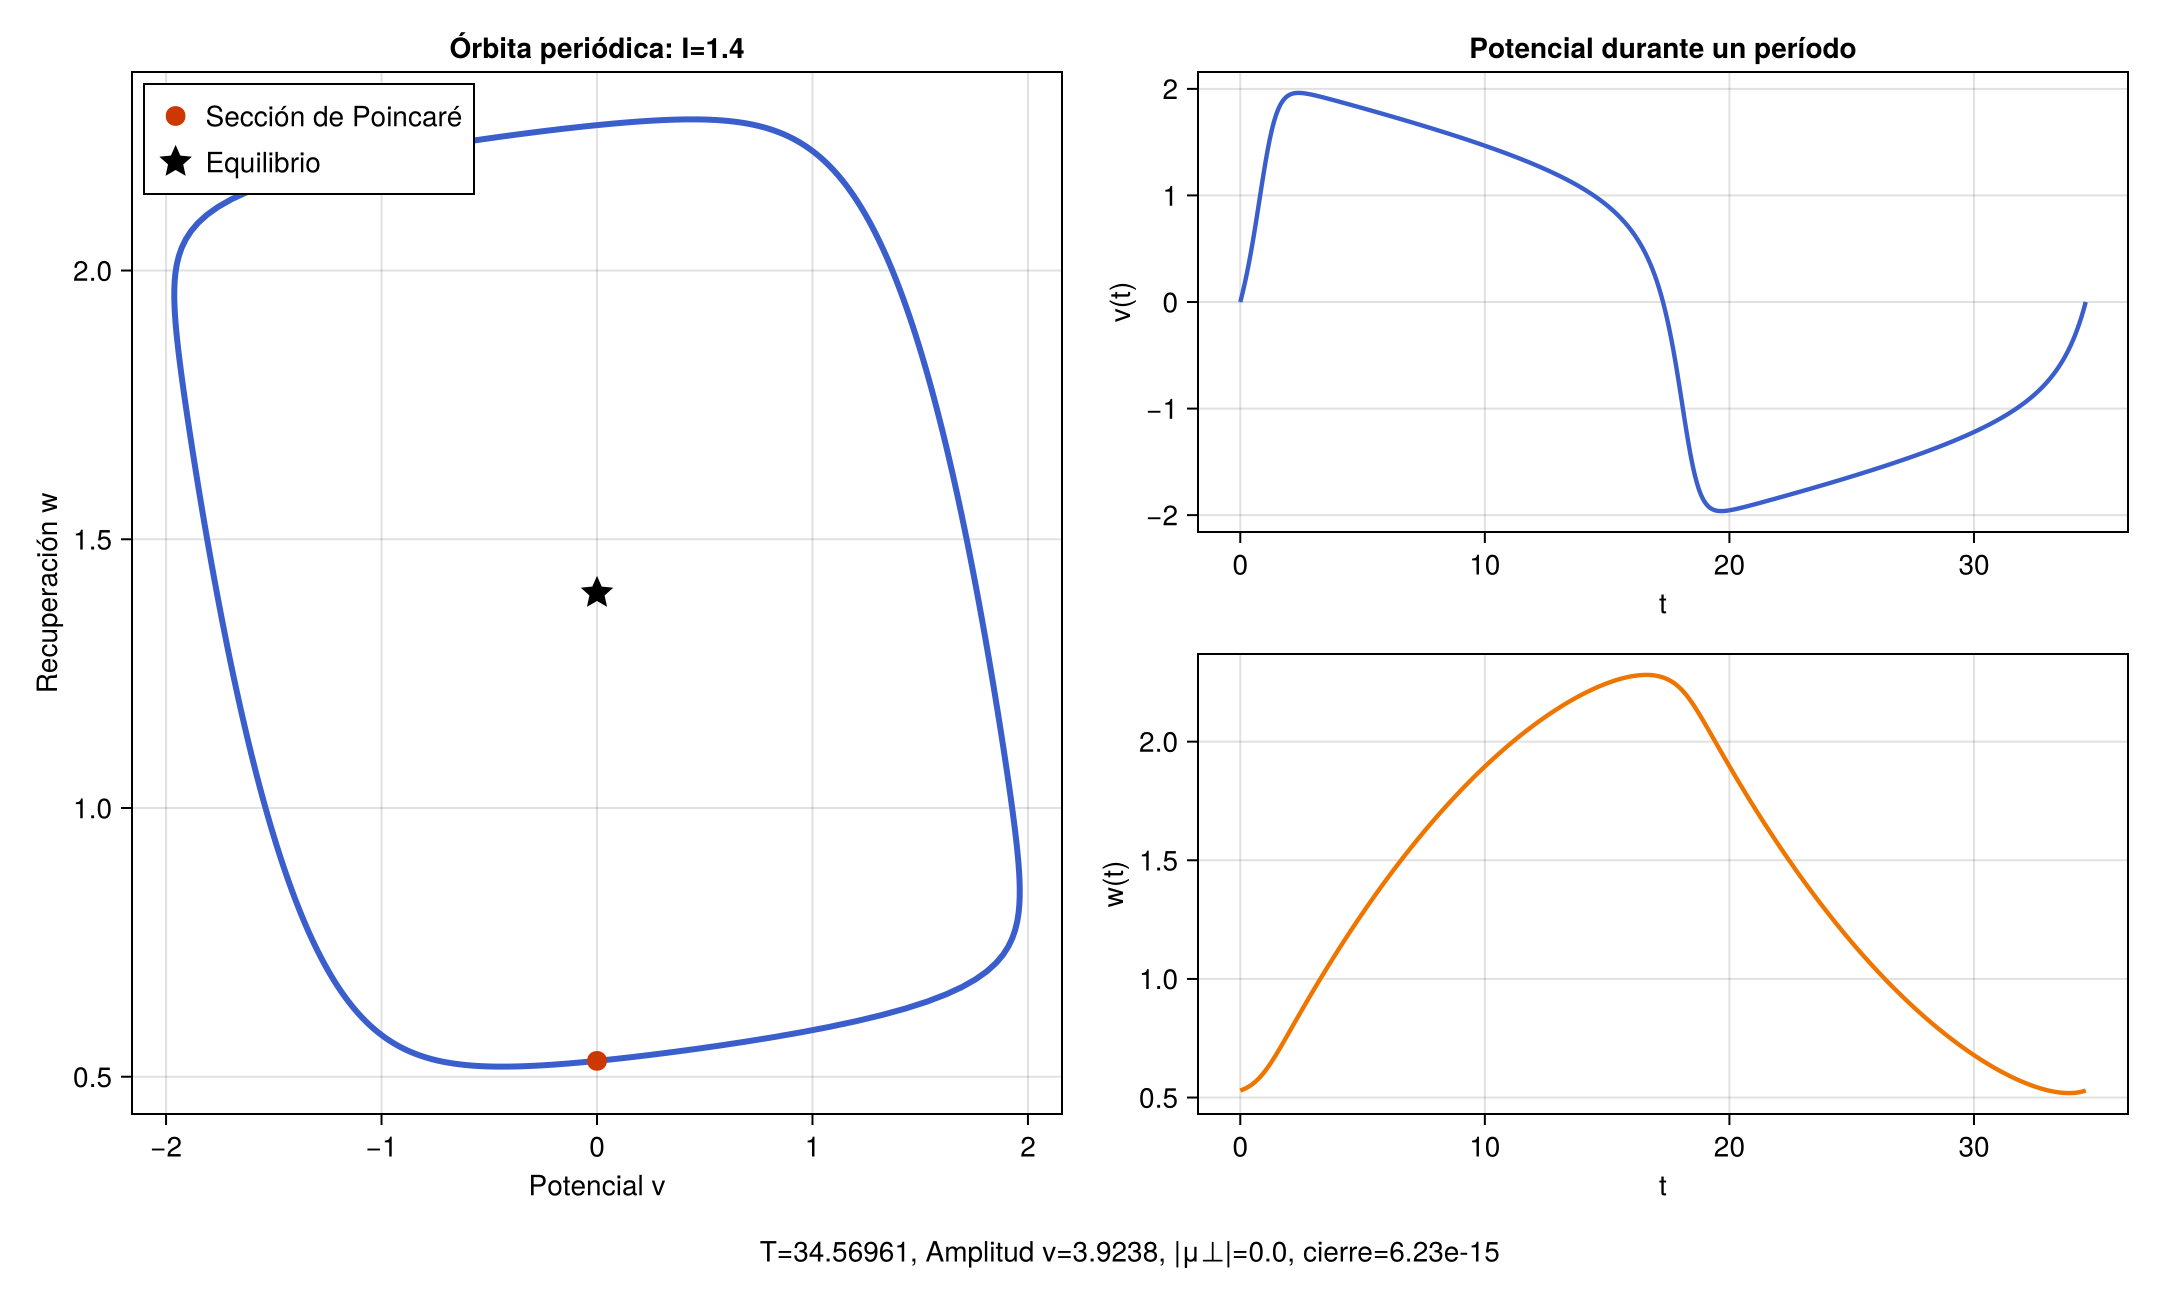 Órbita periódica: I=1.4
Sección de Poincaré
Equilibrio
Recuperación w
2.0
1.5
1.0
0.5
−2 −1 0 1 2
Potencial v
Potencial durante un período
v(t)
2
1
0
−1
−2
0 10 20 30
t
w(t)
2.0
1.5
1.0
0.5
0 10 20 30
t
T=34.56961, Amplitud v=3.9238, |μ⊥|=0.0, cierre=6.23e-15